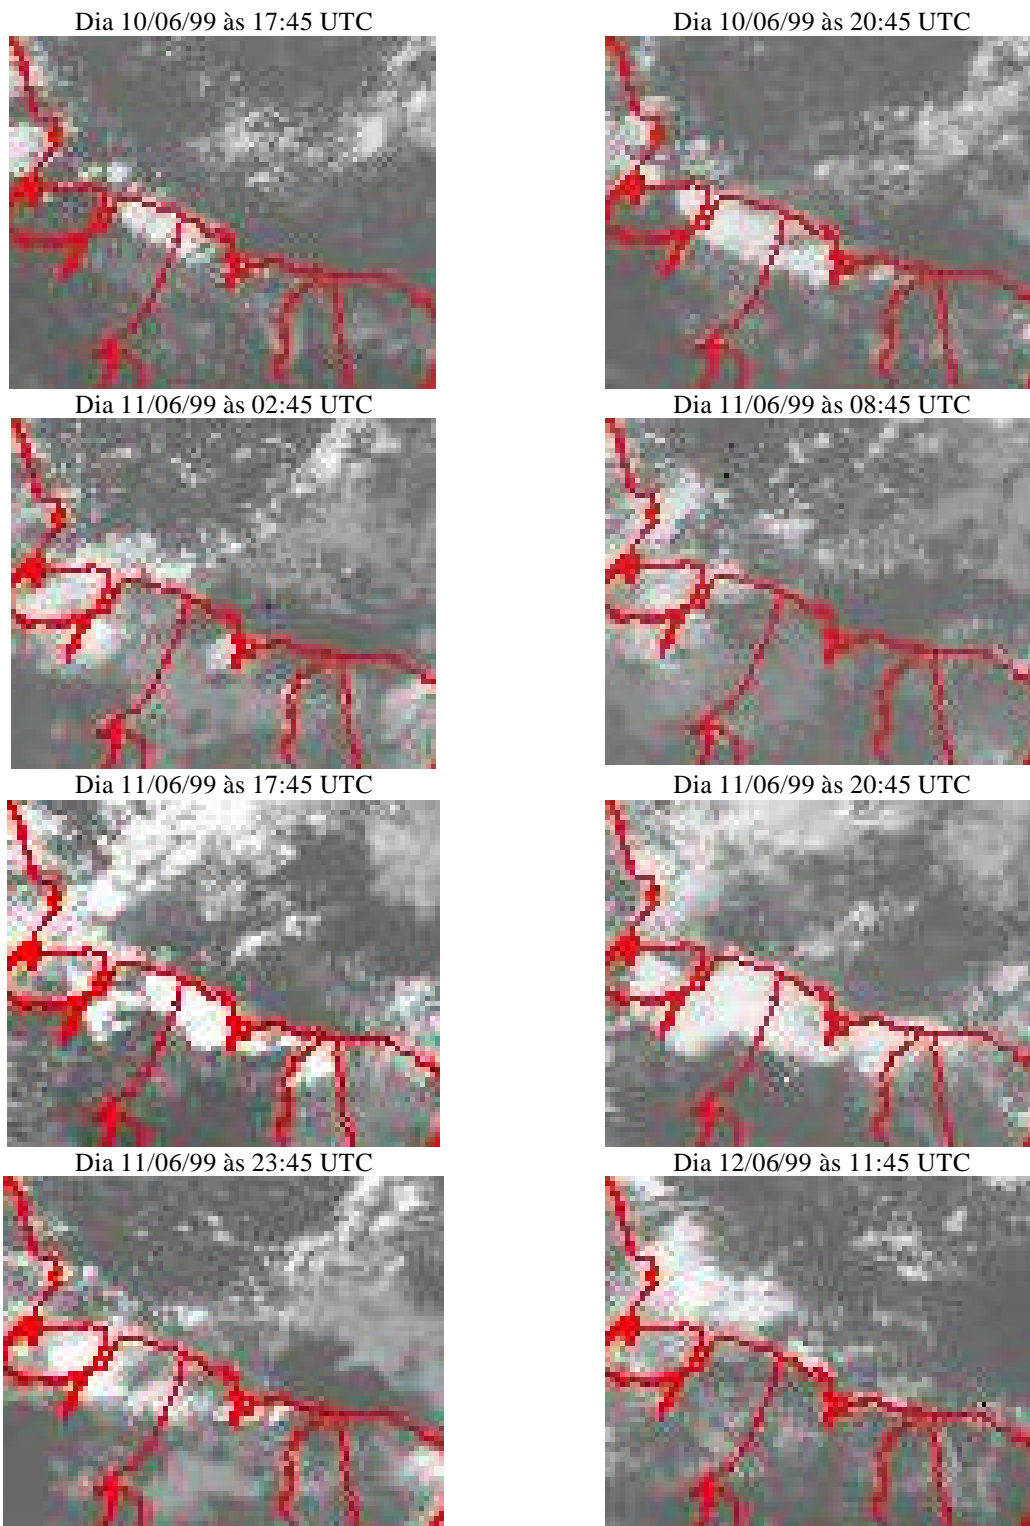 Dia 10/06/99 às 17:45 UTC
Dia 10/06/99 às 20:45 UTC
Dia 11/06/99 às 02:45 UTC
Dia 11/06/99 às 08:45 UTC
Dia 11/06/99 às 17:45 UTC
Dia 11/06/99 às 20:45 UTC
Dia 11/06/99 às 23:45 UTC
Dia 12/06/99 às 11:45 UTC